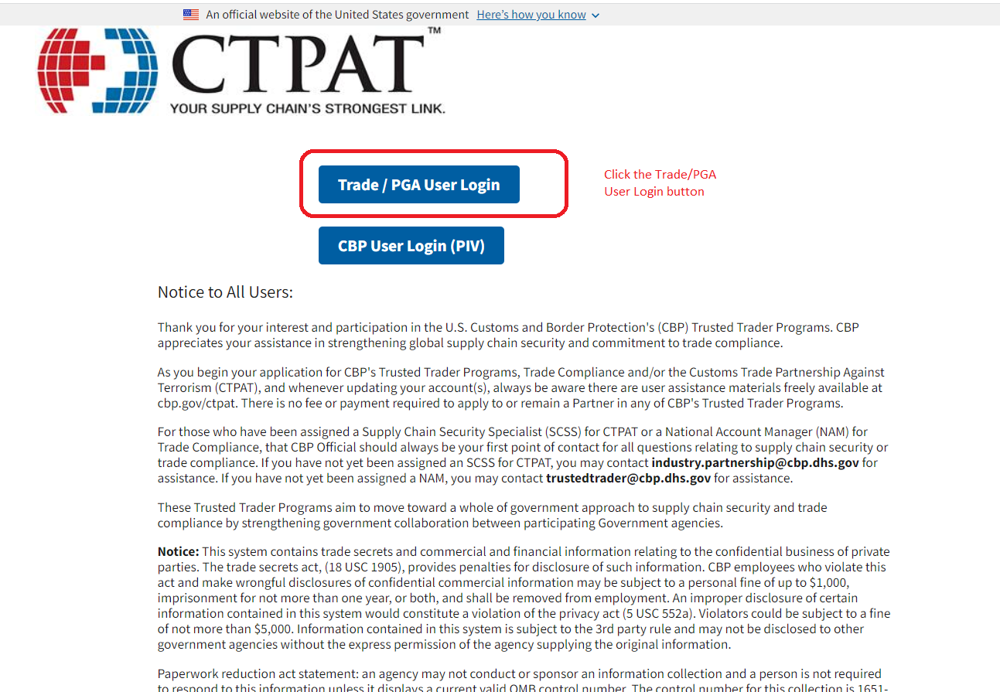 An official website of the United States government Here's how you know
CTPAT™
YOUR SUPPLY CHAIN'S STRONGEST LINK.
Trade / PGA User Login
Click the Trade/PGA
User Login button
CBP User Login (PIV)
Notice to All Users:
Thank you for your interest and participation in the U.S. Customs and Border Protection's (CBP) Trusted Trader Programs. CBP
appreciates your assistance in strengthening global supply chain security and commitment to trade compliance.
As you begin your application for CBP's Trusted Trader Programs, Trade Compliance and/or the Customs Trade Partnership Against
Terrorism (CTPAT), and whenever updating your account(s), always be aware there are user assistance materials freely available at
cbp.gov/ctpat. There is no fee or payment required to apply to or remain a Partner in any of CBP's Trusted Trader Programs.
For those who have been assigned a Supply Chain Security Specialist (SCSS) for CTPAT or a National Account Manager (NAM) for
Trade Compliance, that CBP Official should always be your first point of contact for all questions relating to supply chain security or
trade compliance. If you have not yet been assigned an SCSS for CTPAT, you may contact industry.partnership@cbp.dhs.gov for
assistance. If you have not yet been assigned a NAM, you may contact trustedtrader@cbp.dhs.gov for assistance.
These Trusted Trader Programs aim to move toward a whole of government approach to supply chain security and trade
compliance by strengthening government collaboration between participating Government agencies.
Notice: This system contains trade secrets and commercial and financial information relating to the confidential business of private
parties. The trade secrets act, (18 USC 1905), provides penalties for disclosure of such information. CBP employees who violate this
act and make wrongful disclosures of confidential commercial information may be subject to a personal fine of up to $1,000,
imprisonment for not more than one year, or both, and shall be removed from employment. An improper disclosure of certain
information contained in this system would constitute a violation of the privacy act (5 USC 552a). Violators could be subject to a fine
of not more than $5,000. Information contained in this system is subject to the 3rd party rule and may not be disclosed to other
government agencies without the express permission of the agency supplying the original information.
Paperwork reduction act statement: an agency may not conduct or sponsor an information collection and a person is not required
to respond to this information unless it displays a current valid OMB control number. The control number for this collection is 1651-